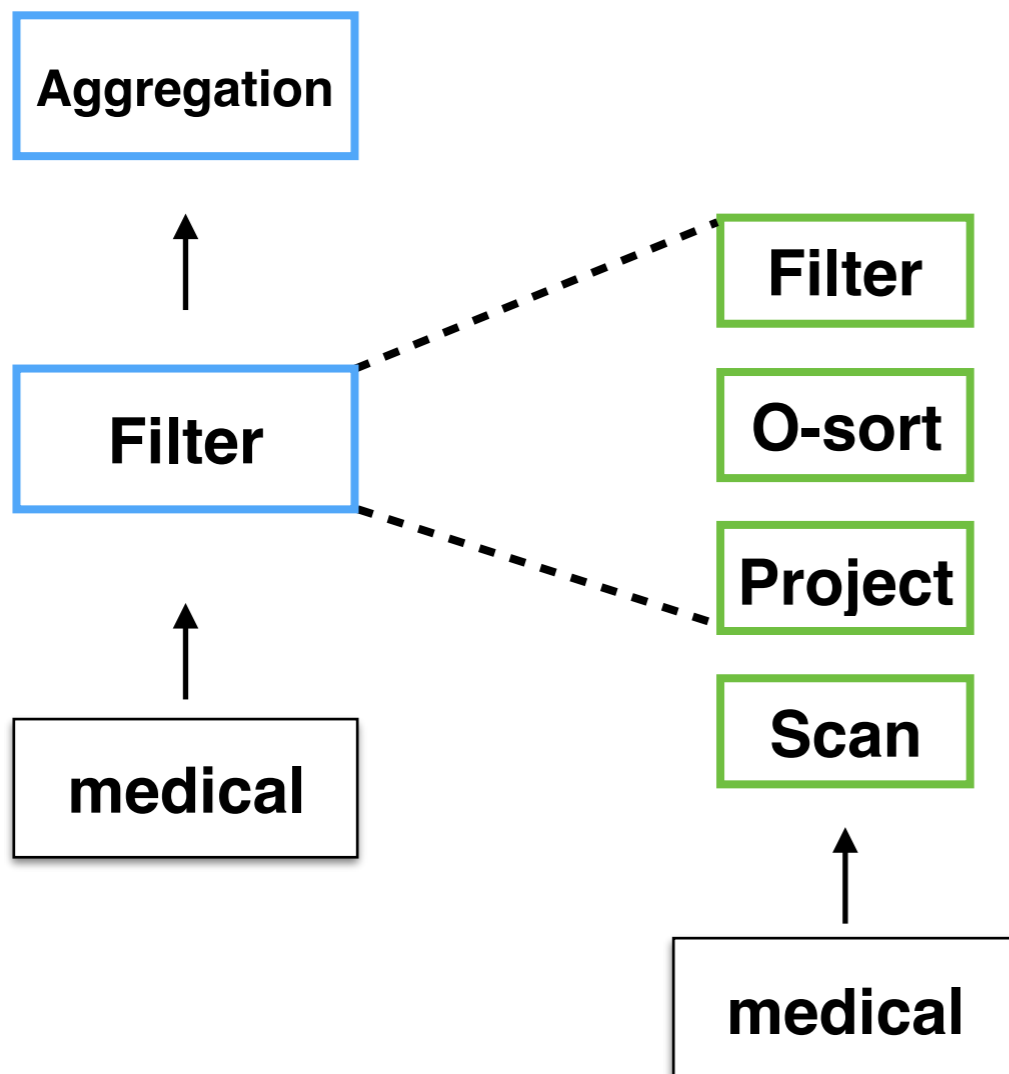 Aggregation
Filter
medical
Filter
O-sort
Project
Scan
medical